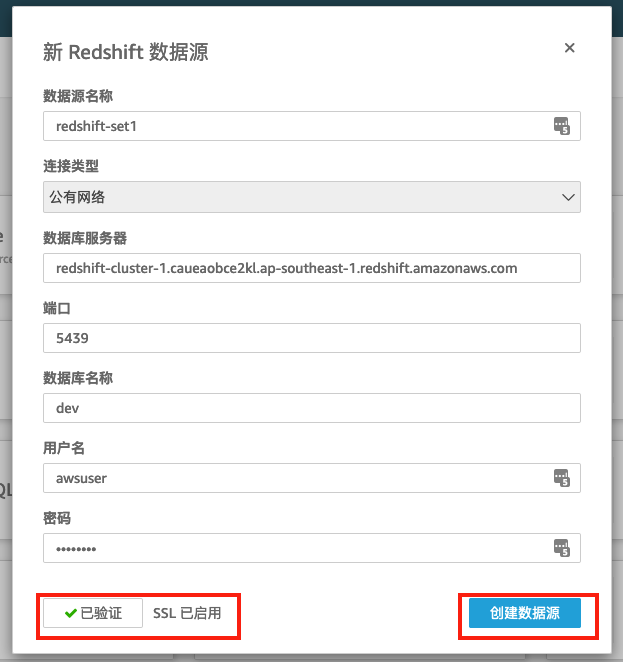 新 Redshift 数据源
数据源名称
redshift-set1
连接类型
公有网络
数据库服务器
redshift-cluster-1.caueaobce2kl.ap-southeast-1.redshift.amazonaws.com
端口
5439
数据库名称
dev
用户名
awsuser
密码
••••••••
已验证 SSL 已启用 创建数据源